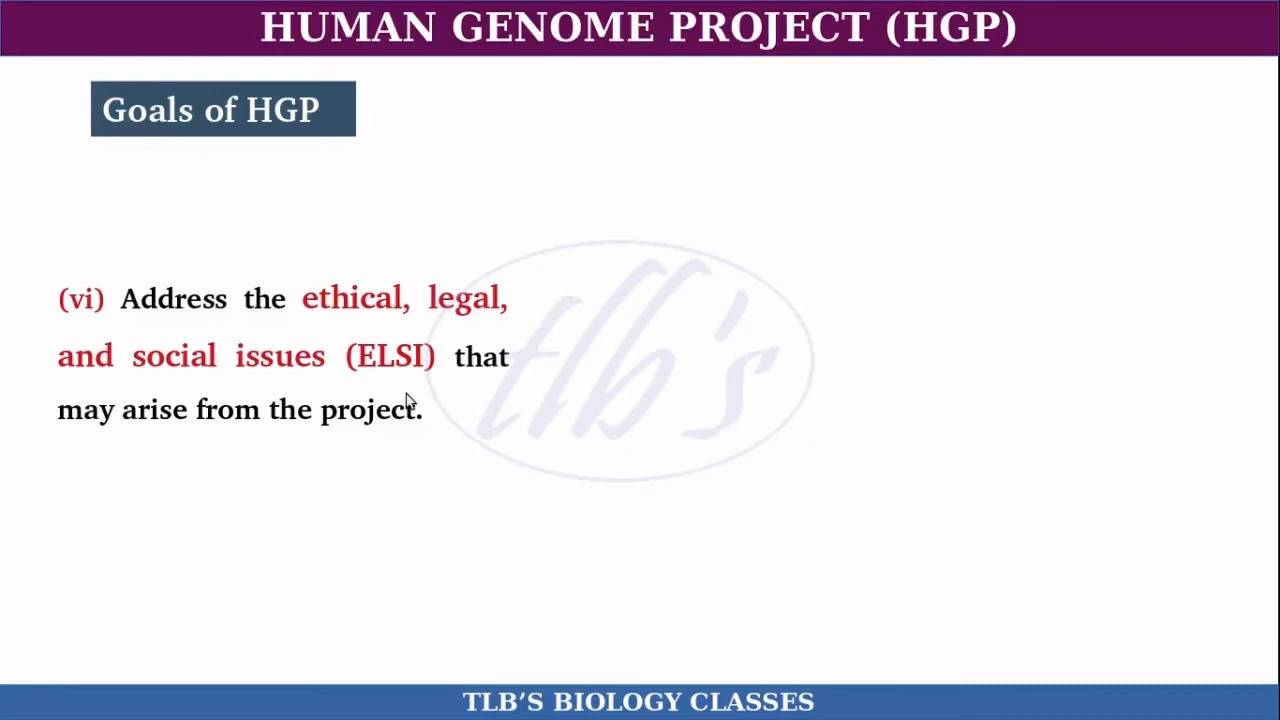 HUMAN GENOME PROJECT (HGP)
Goals of HGP
(vi) Address the ethical, legal,
and social issues (ELSI) that
may arise from the project.
tlb's
TLB’S BIOLOGY CLASSES